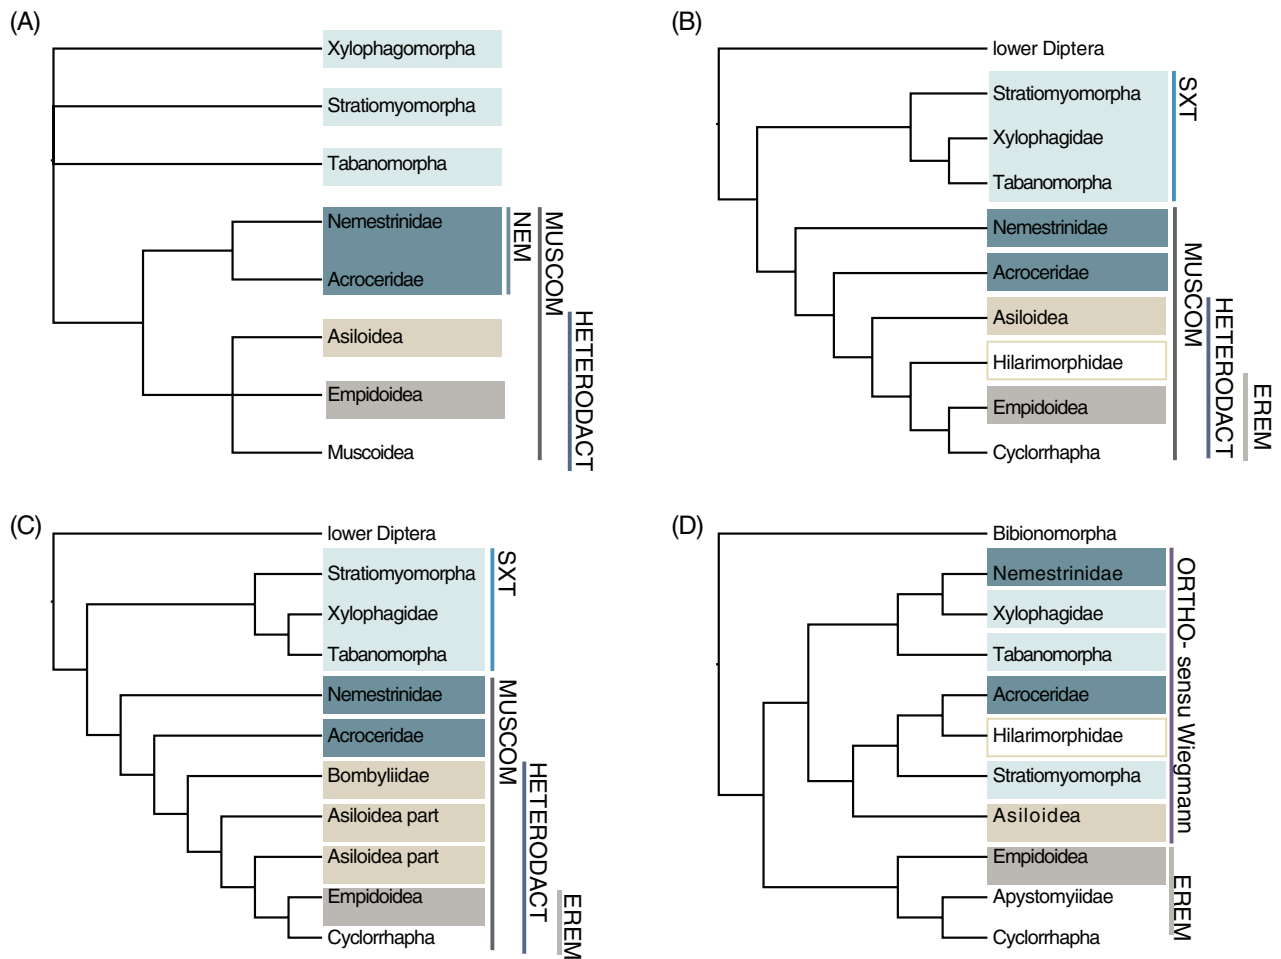 (A)
Xylophagomorpha
Stratiomyomorpha
Tabanomorpha
Nemestrinidae
Acroceridae
Asiloidea
Empidoidea
Muscoidea
NEM
MUSCOM
HETERODACT
(B)
lower Diptera
Stratiomyomorpha
Xylophagidae
Tabanomorpha
Nemestrinidae
Acroceridae
Asiloidea
Hilarimorphidae
Empidoidea
Cyclorrhapha
SXT
MUSCOM
HETERODACT
EREM
(C)
lower Diptera
Stratiomyomorpha
Xylophagidae
Tabanomorpha
Nemestrinidae
Acroceridae
Bombyliidae
Asiloidea part
Asiloidea part
Empidoidea
Cyclorrhapha
SXT
MUSCOM
HETERODACT
EREM
(D)
Bibionomorpha
Nemestrinidae
Xylophagidae
Tabanomorpha
Acroceridae
Hilarimorphidae
Stratiomyomorpha
Asiloidea
Empidoidea
Apystomyiidae
Cyclorrhapha
ORTHO- sensu Wiegmann
EREM